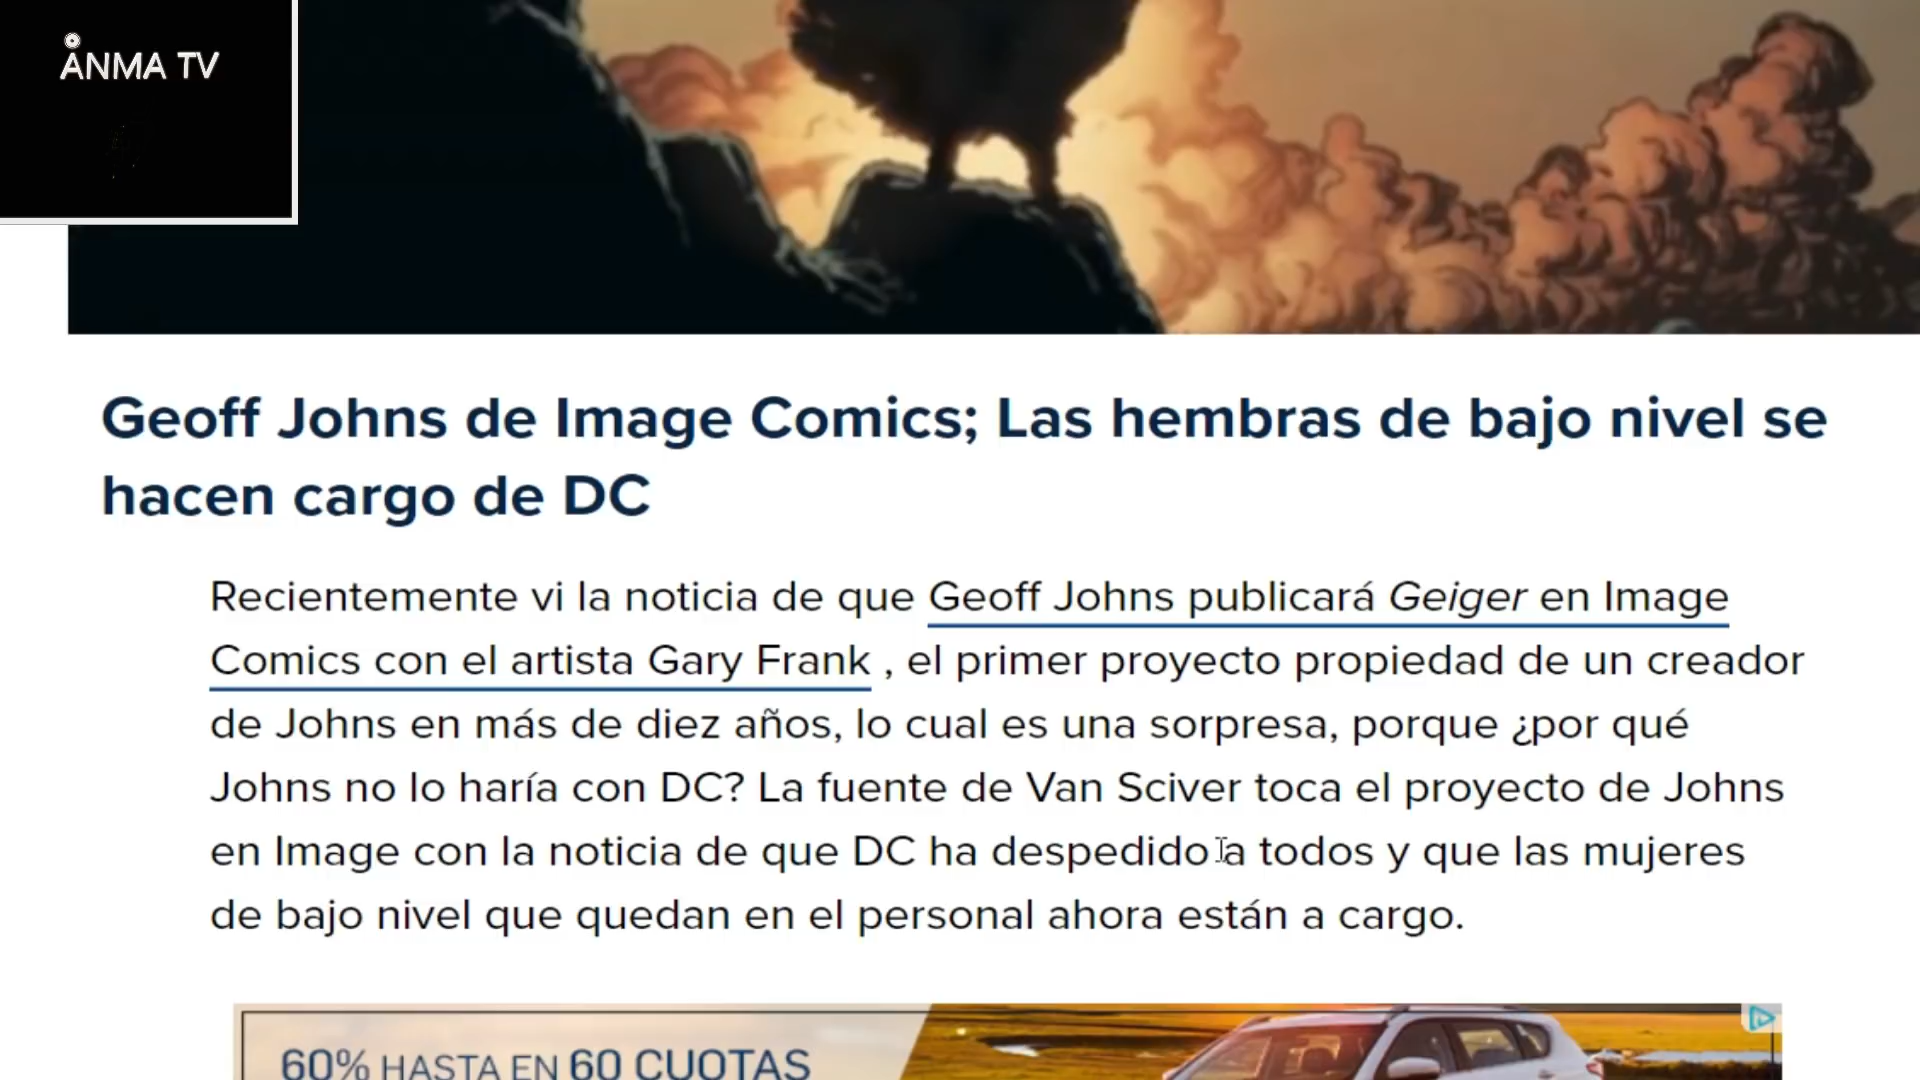 ANMA TV
Geoff Johns de Image Comics; Las hembras de bajo nivel se
hacen cargo de DC
Recientemente vi la noticia de que Geoff Johns publicará Geiger en Image
Comics con el artista Gary Frank , el primer proyecto propiedad de un creador
de Johns en más de diez años, lo cual es una sorpresa, porque ¿por qué
Johns no lo haría con DC? La fuente de Van Sciver toca el proyecto de Johns
en Image con la noticia de que DC ha despedido a todos y que las mujeres
de bajo nivel que quedan en el personal ahora están a cargo.
60% HASTA EN 60 CUOTAS